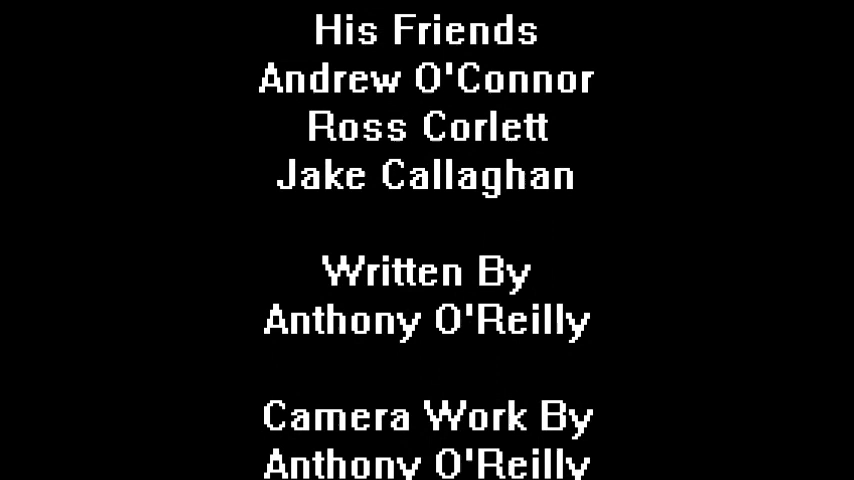 His Friends
Andrew O'Connor
Ross Corlett
Jake Callaghan
Written By
Anthony O'Reilly
Camera Work By
Anthony O'Reilly